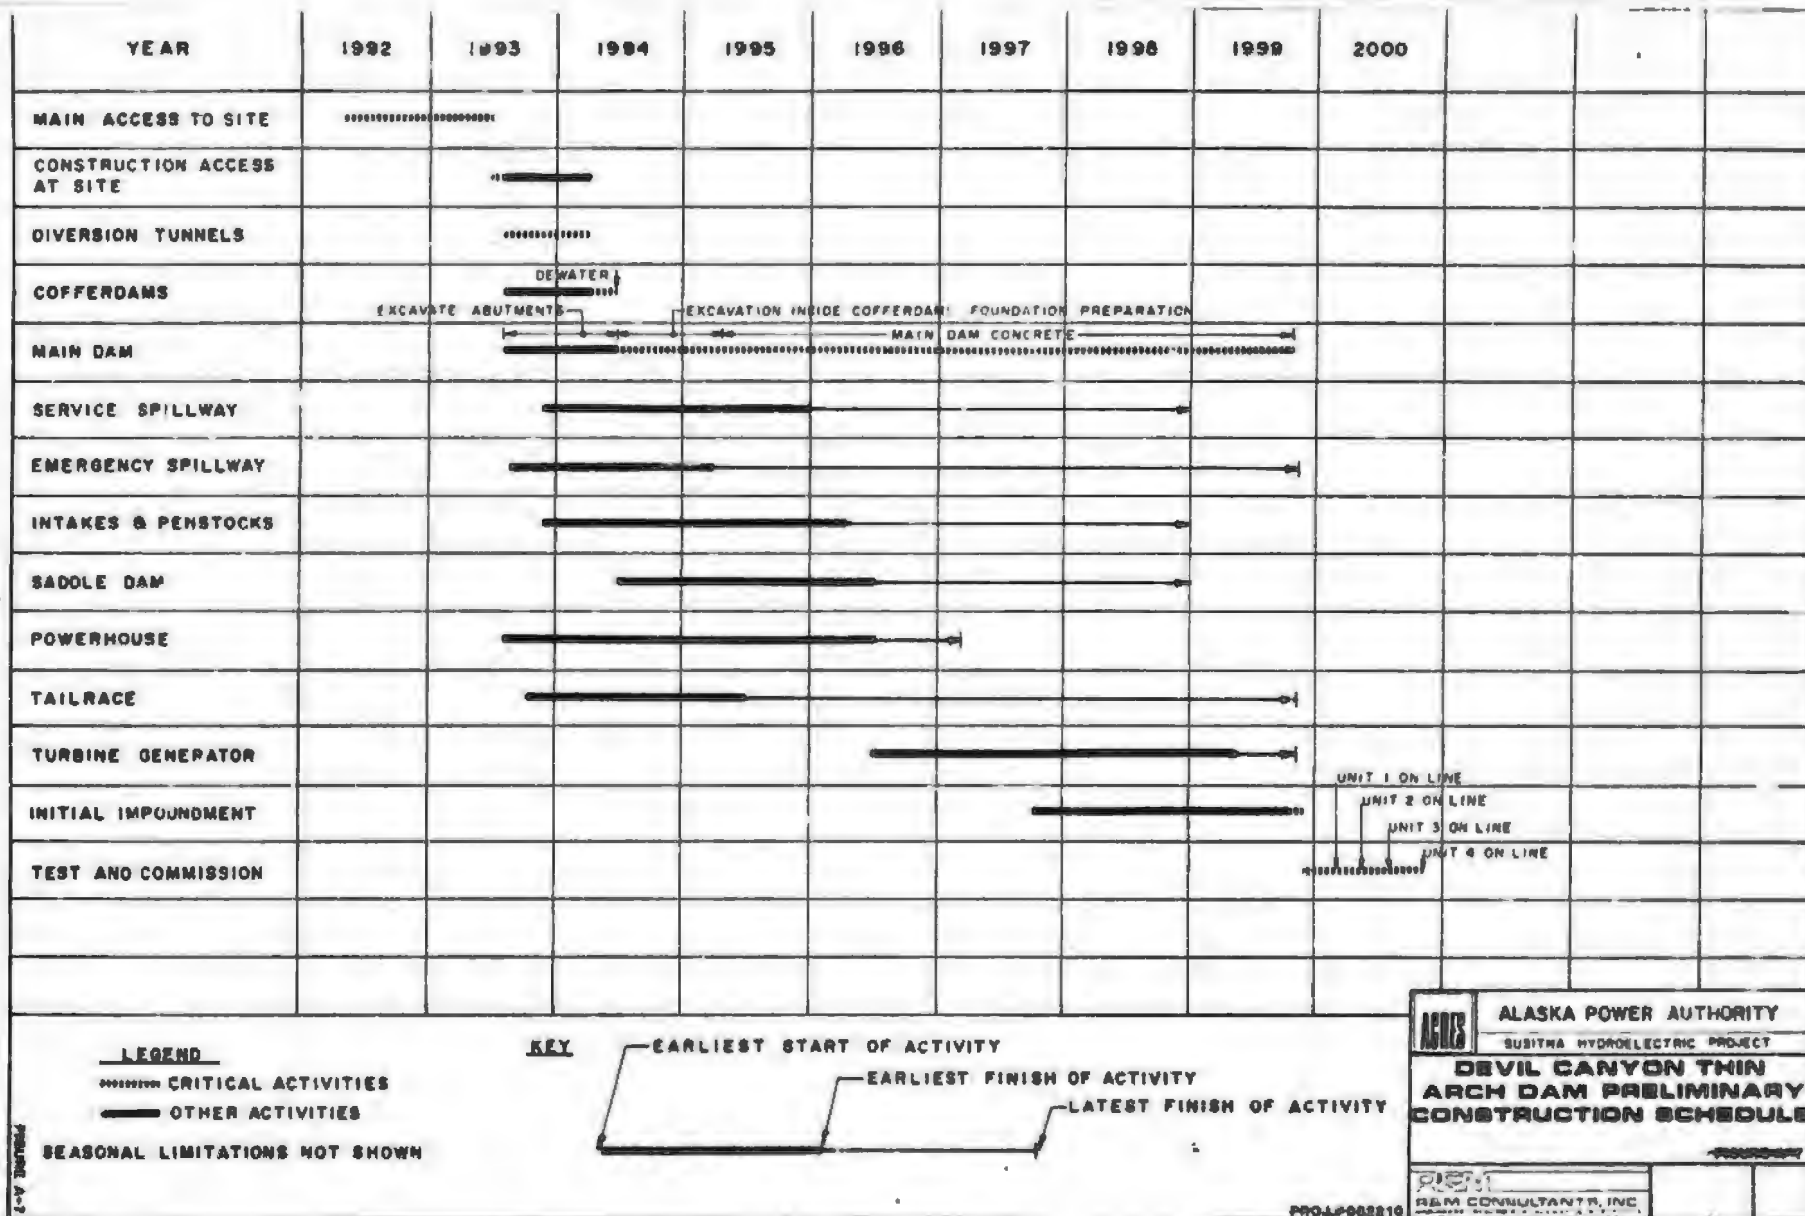 YEAR 1992 1993 1994 1995 1996 1997 1998 1999 2000
MAIN ACCESS TO SITE
CONSTRUCTION ACCESS
AT SITE
DIVERSION TUNNELS
DEWATER
COFFERDAMS
EXCAVATE ABUTMENTS EXCAVATION INSIDE COFFERDAM FOUNDATION PREPARATION
MAIN DAM CONCRETE
MAIN DAM
SERVICE SPILLWAY
EMERGENCY SPILLWAY
INTAKES & PENSTOCKS
SADDLE DAM
POWERHOUSE
TAILRACE
TURBINE GENERATOR
UNIT 1 ON LINE
UNIT 2 ON LINE
INITIAL IMPOUNDMENT
UNIT 3 ON LINE
UNIT 4 ON LINE
TEST AND COMMISSION
LEGEND
CRITICAL ACTIVITIES
OTHER ACTIVITIES
SEASONAL LIMITATIONS NOT SHOWN
KEY
EARLIEST START OF ACTIVITY
EARLIEST FINISH OF ACTIVITY
LATEST FINISH OF ACTIVITY
ACRES
ALASKA POWER AUTHORITY
SUSITNA HYDROELECTRIC PROJECT
DEVIL CANYON THIN
ARCH DAM PRELIMINARY
CONSTRUCTION SCHEDULE
R&M
R&M CONSULTANTS, INC
PROJ.#052210
FIGURE A-7